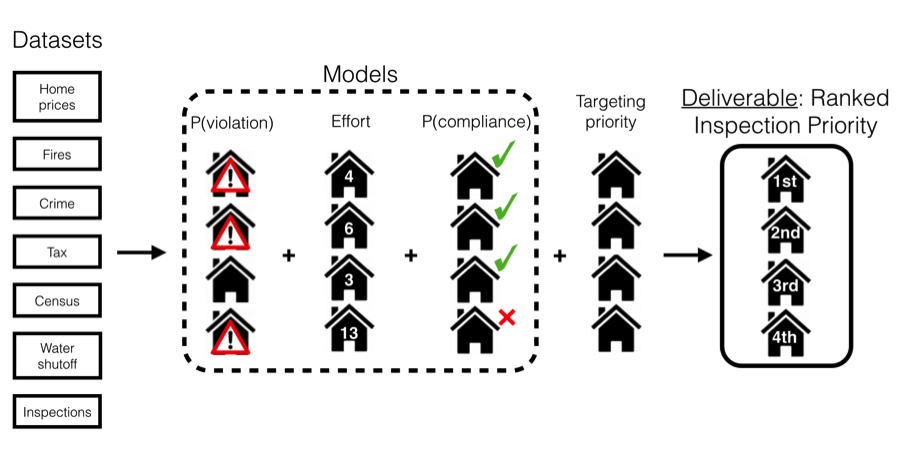 Datasets
Home
prices
Fires
Crime
Tax
Census
Water
shutoff
Inspections
Models
P(violation)
Effort
P(compliance)
!
!
!
4
6
3
13
+
+
+
Targeting
priority
Deliverable: Ranked
Inspection Priority
1st
2nd
3rd
4th